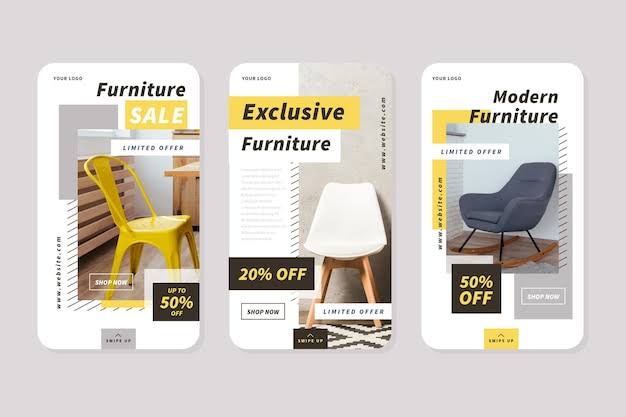 YOUR LOGO
Furniture
SALE
LIMITED OFFER
www.website.com
SHOP NOW
UP TO
50%
OFF
SWIPE UP
YOUR LOGO
Exclusive
Furniture
www.website.com
20% OFF
SHOP NOW
LIMITED OFFER
SWIPE UP
YOUR LOGO
Modern
Furniture
LIMITED OFFER
www.website.com
50%
OFF
SHOP NOW
SWIPE UP